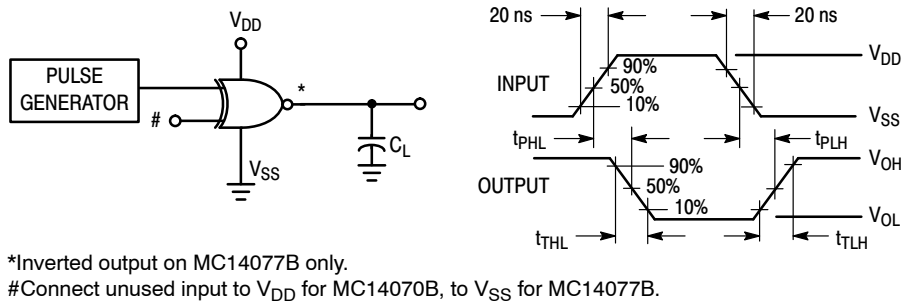 V_DD
PULSE
GENERATOR
*
#
C_L
V_SS
20 ns
20 ns
V_DD
INPUT
90%
50%
10%
V_SS
t_PHL
t_PLH
V_OH
OUTPUT
90%
50%
10%
V_OL
t_THL
t_TLH
*Inverted output on MC14077B only.
#Connect unused input to V_DD for MC14070B, to V_SS for MC14077B.